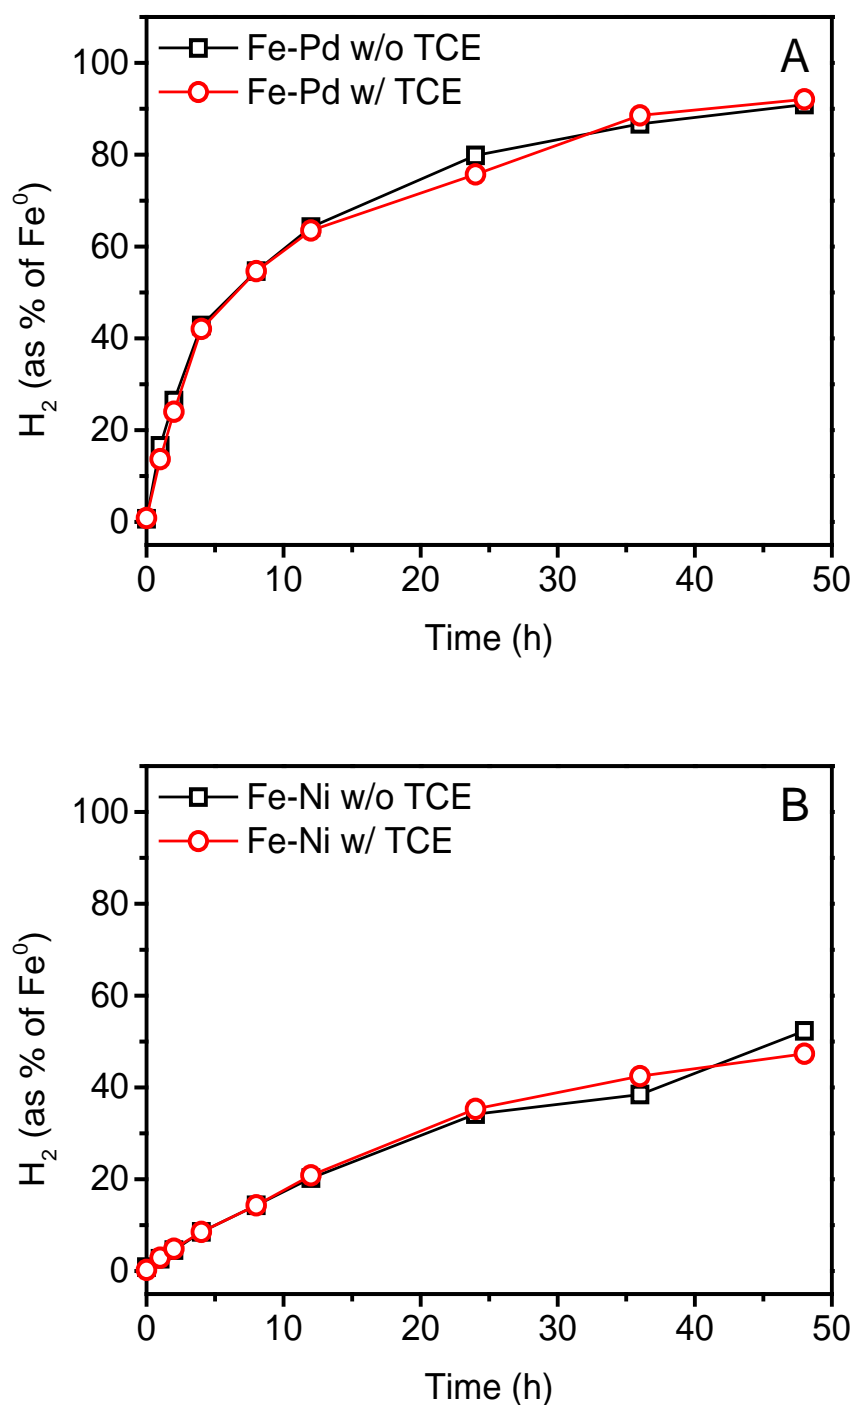 Fe-Pd w/o TCE
Fe-Pd w/ TCE
A
100
80
60
40
20
0
H₂ (as % of Fe⁰)
0 10 20 30 40 50
Time (h)
Fe-Ni w/o TCE
Fe-Ni w/ TCE
B
100
80
60
40
20
0
H₂ (as % of Fe⁰)
0 10 20 30 40 50
Time (h)